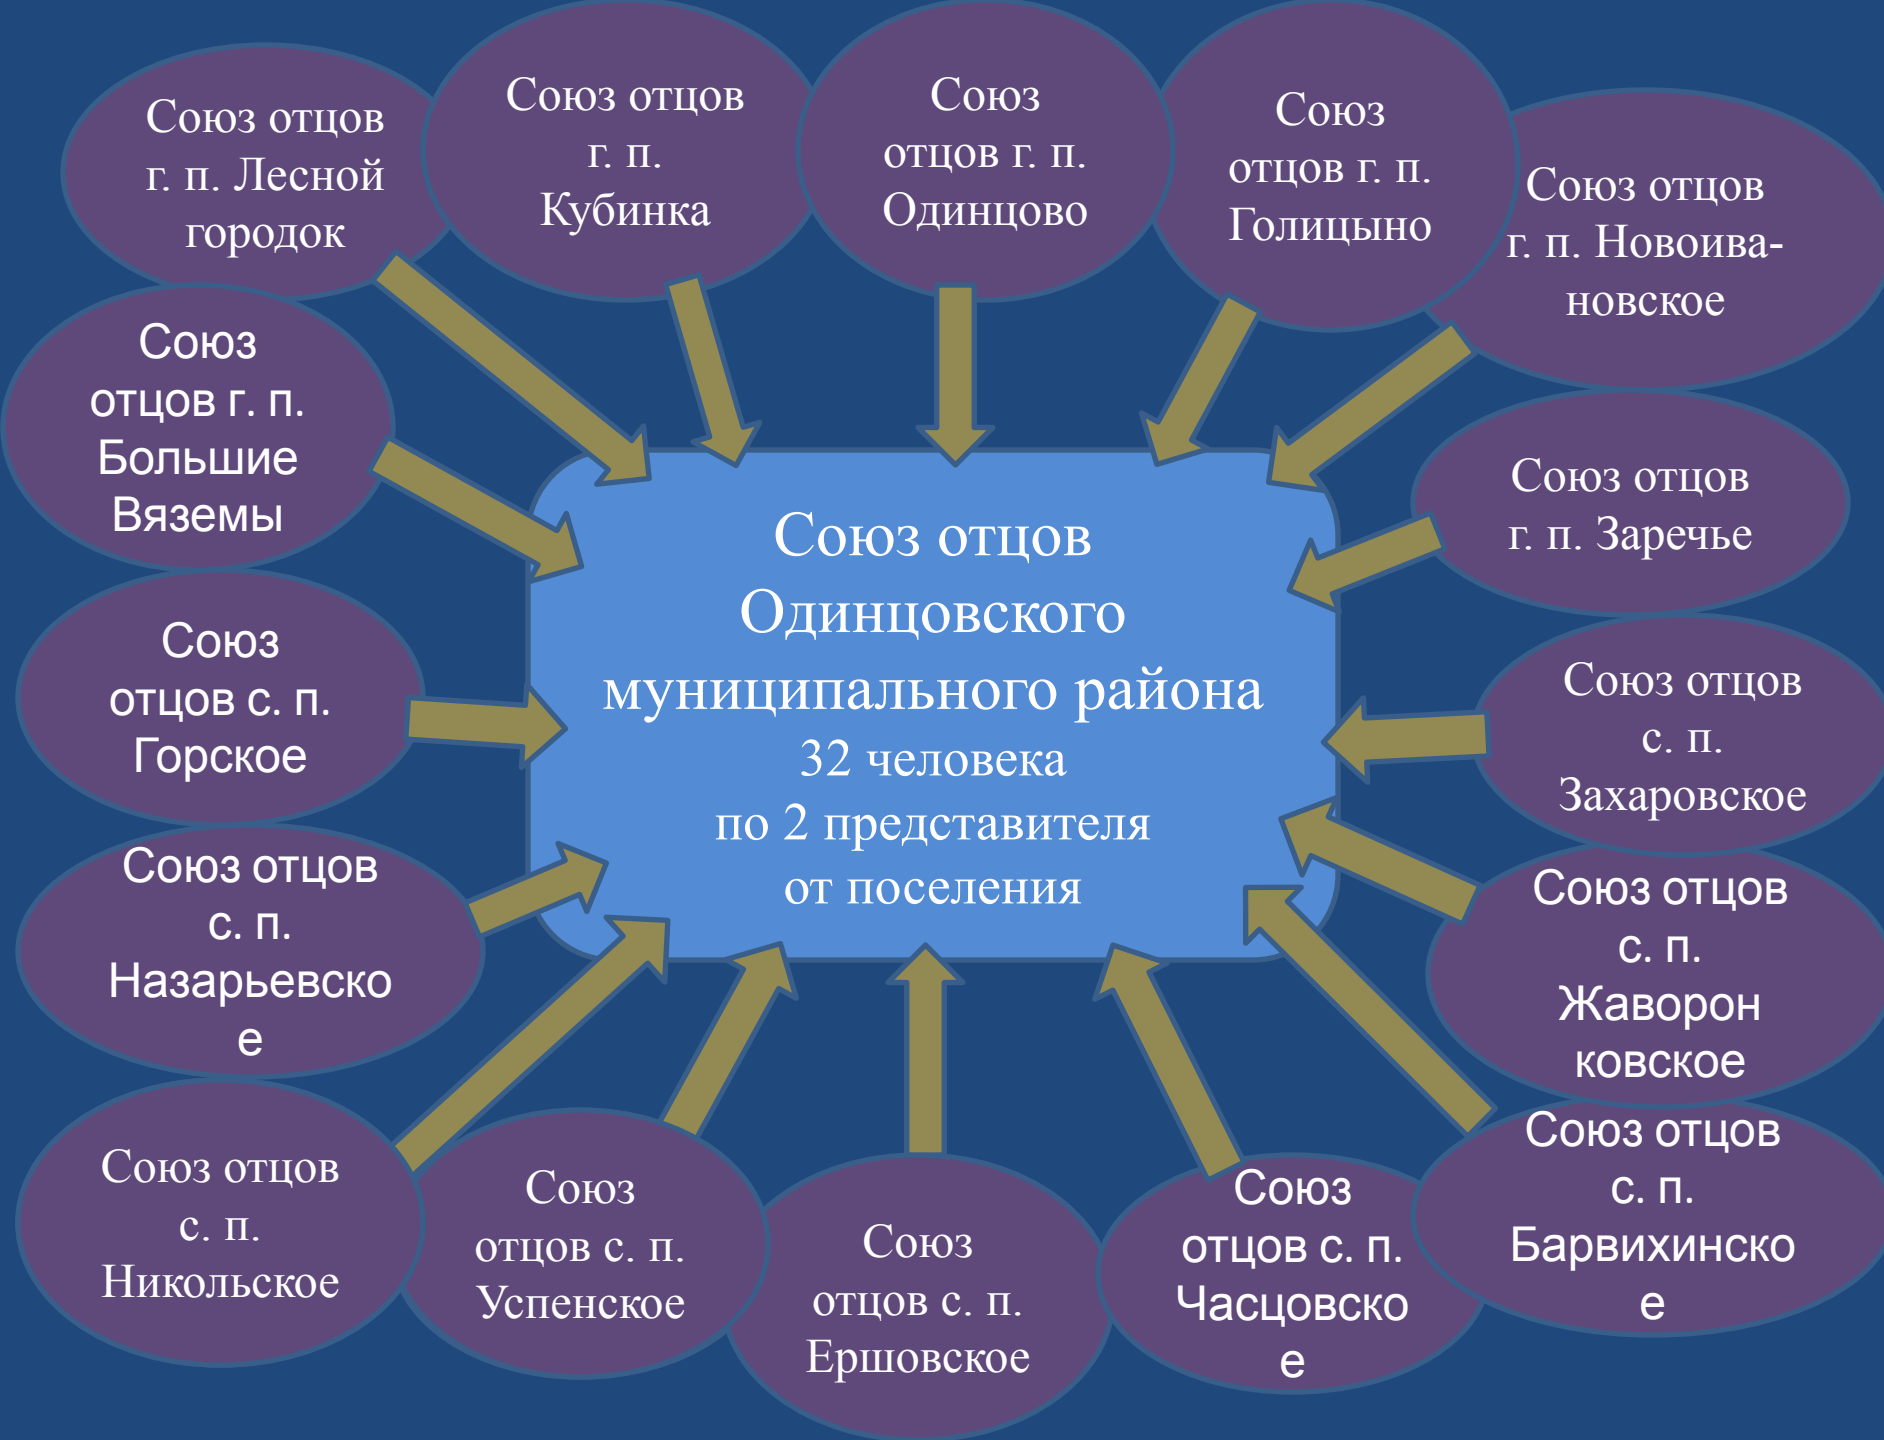 Союз отцов
г. п. Лесной
городок
Союз отцов
г. п.
Кубинка
Союз
отцов г. п.
Одинцово
Союз
отцов г. п.
Голицыно
Союз отцов
г. п. Новоива-
новское
Союз
отцов г. п.
Большие
Вяземы
Союз отцов
г. п. Заречье
Союз отцов
Одинцовского
муниципального района
32 человека
по 2 представителя
от поселения
Союз
отцов с. п.
Горское
Союз отцов
с. п.
Захаровское
Союз отцов
с. п.
Назарьевско
е
Союз отцов
с. п.
Жаворон
ковское
Союз отцов
с. п.
Никольское
Союз
отцов с. п.
Успенское
Союз
отцов с. п.
Ершовское
Союз
отцов с. п.
Часцовско
е
Союз отцов
с. п.
Барвихинско
е